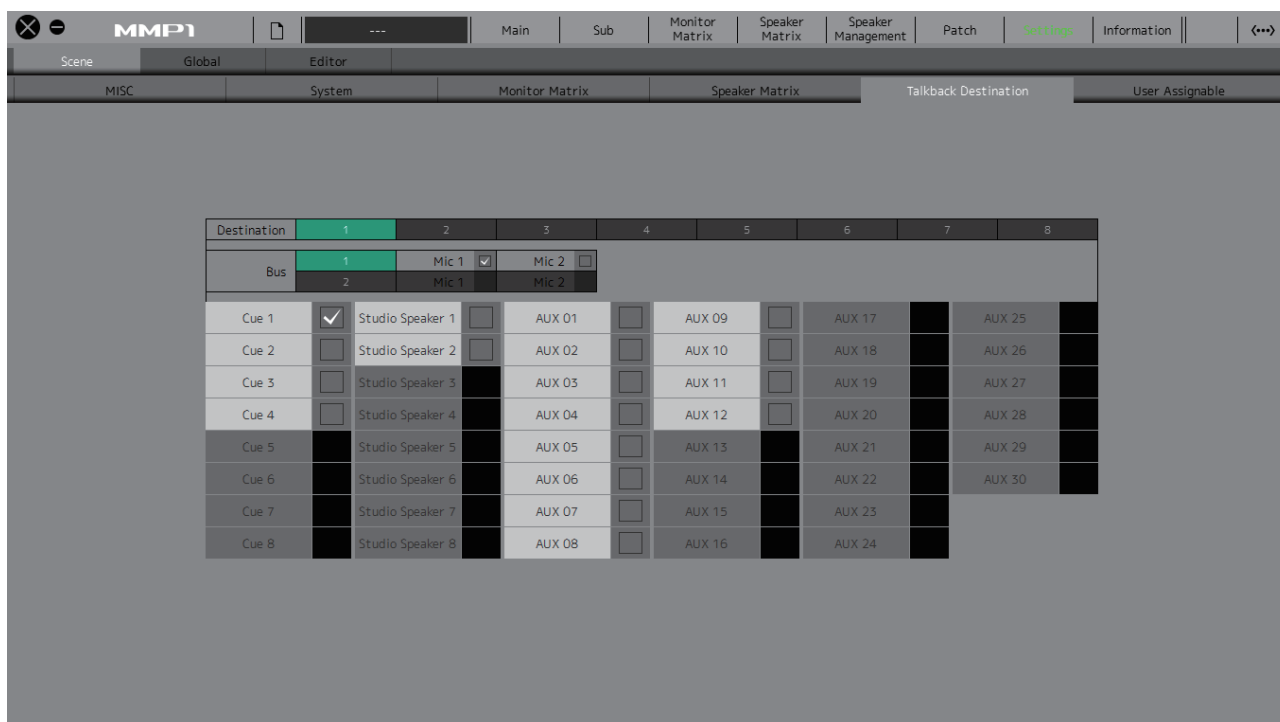 MMP1 --- Main Sub Monitor Matrix Speaker Matrix Speaker Management Patch Settings Information
Scene Global Editor
MISC System Monitor Matrix Speaker Matrix Talkback Destination User Assignable
Destination 1 2 3 4 5 6 7 8
Bus 1 Mic 1 Mic 2
2 Mic 1 Mic 2
Cue 1 Studio Speaker 1 AUX 01 AUX 09 AUX 17 AUX 25
Cue 2 Studio Speaker 2 AUX 02 AUX 10 AUX 18 AUX 26
Cue 3 Studio Speaker 3 AUX 03 AUX 11 AUX 19 AUX 27
Cue 4 Studio Speaker 4 AUX 04 AUX 12 AUX 20 AUX 28
Cue 5 Studio Speaker 5 AUX 05 AUX 13 AUX 21 AUX 29
Cue 6 Studio Speaker 6 AUX 06 AUX 14 AUX 22 AUX 30
Cue 7 Studio Speaker 7 AUX 07 AUX 15 AUX 23
Cue 8 Studio Speaker 8 AUX 08 AUX 16 AUX 24